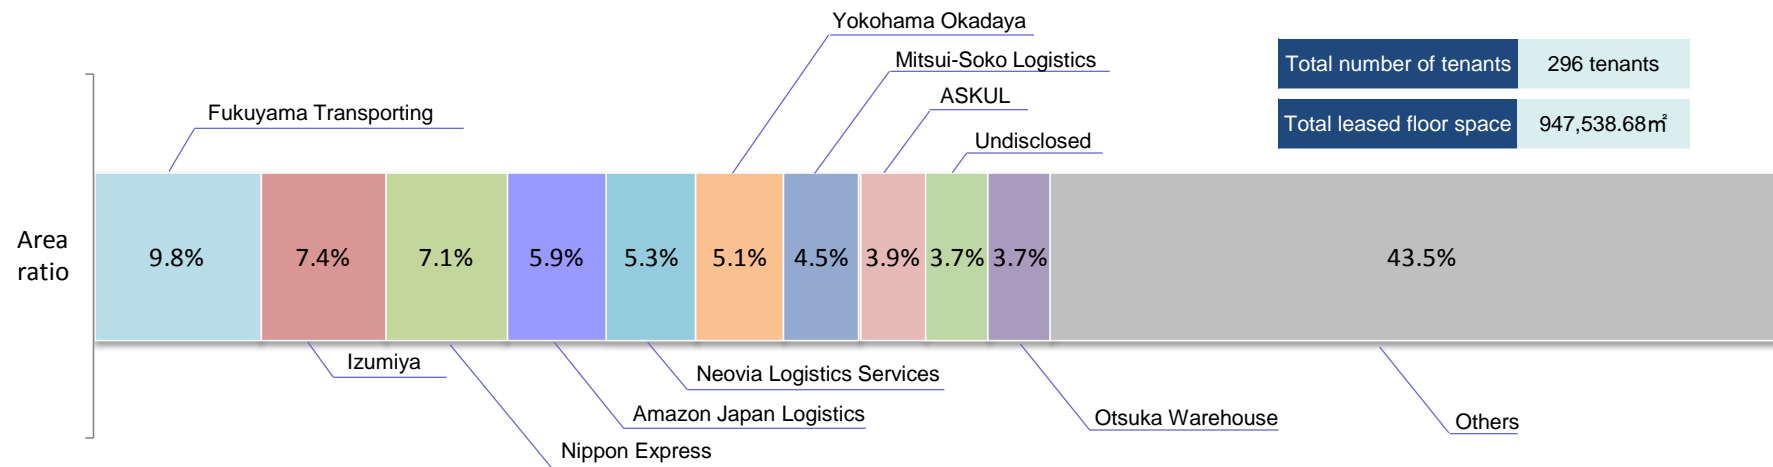 Yokohama Okadaya
Mitsui-Soko Logistics
ASKUL
Undisclosed
Fukuyama Transporting
Total number of tenants 296 tenants
Total leased floor space 947,538.68㎡
Area
ratio
9.8% 7.4% 7.1% 5.9% 5.3% 5.1% 4.5% 3.9% 3.7% 3.7% 43.5%
Izumiya
Neovia Logistics Services
Amazon Japan Logistics
Nippon Express
Otsuka Warehouse
Others